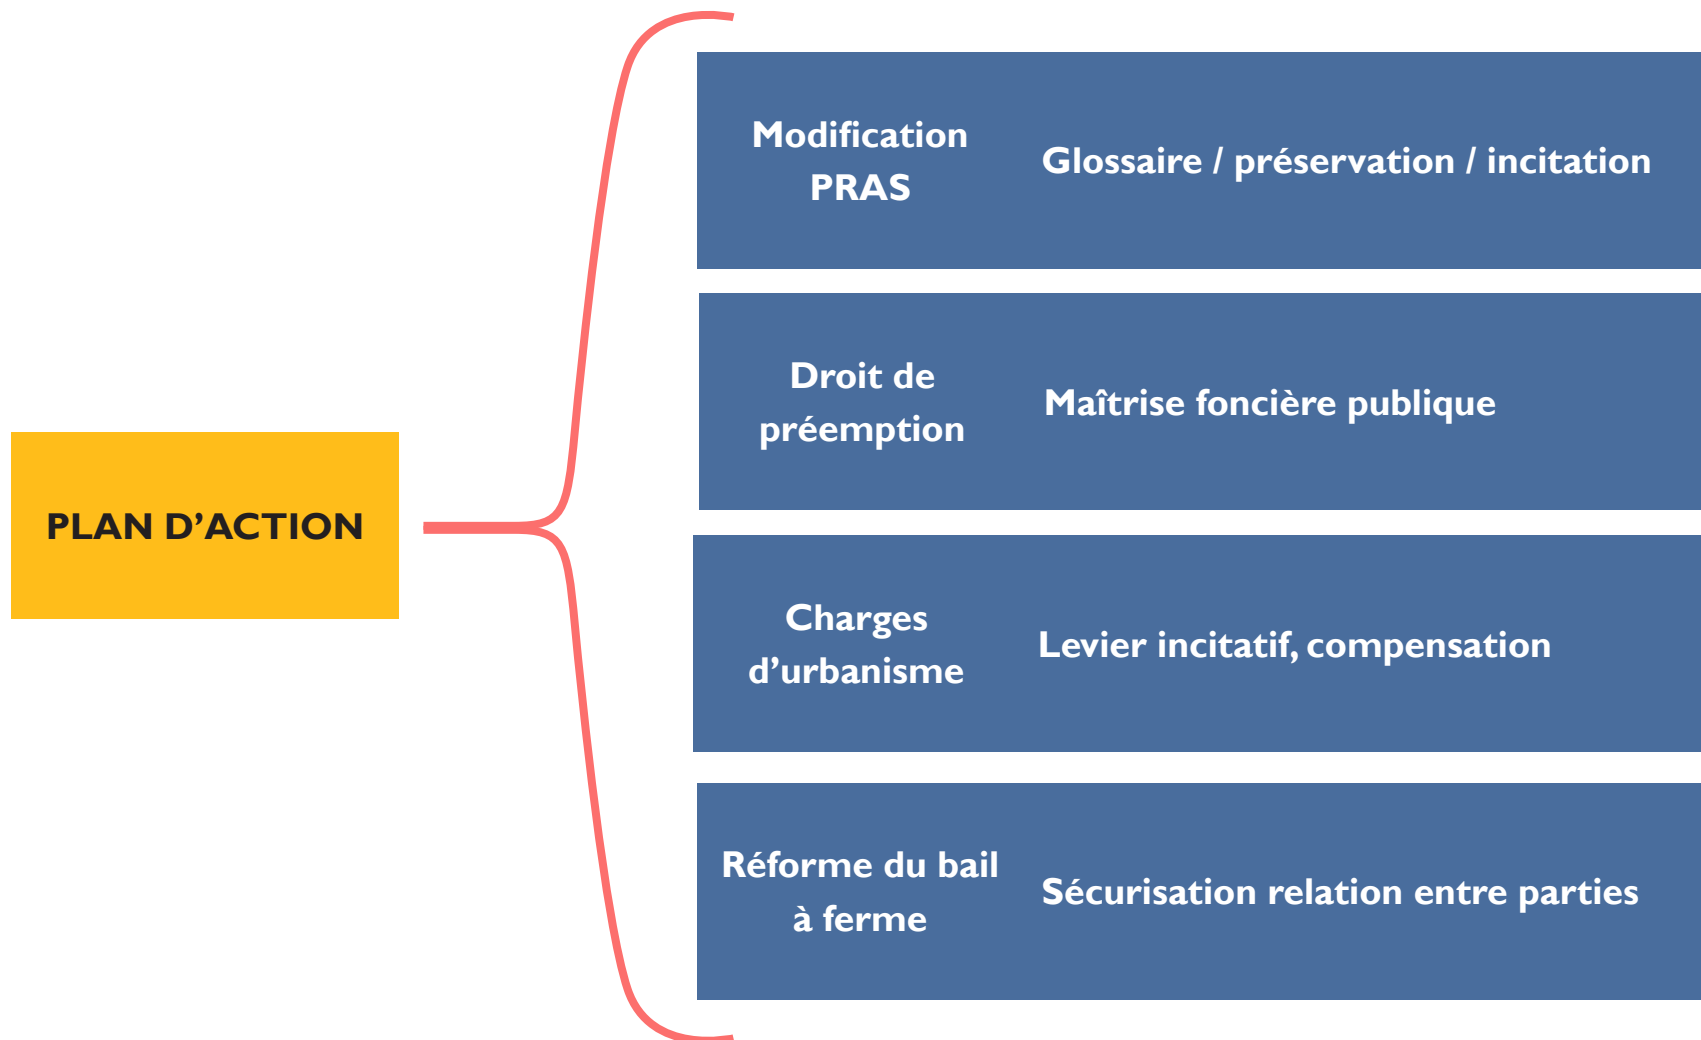 PLAN D’ACTION
Modification
PRAS
Glossaire / préservation / incitation
Droit de
préemption
Maîtrise foncière publique
Charges
d’urbanisme
Levier incitatif, compensation
Réforme du bail
à ferme
Sécurisation relation entre parties